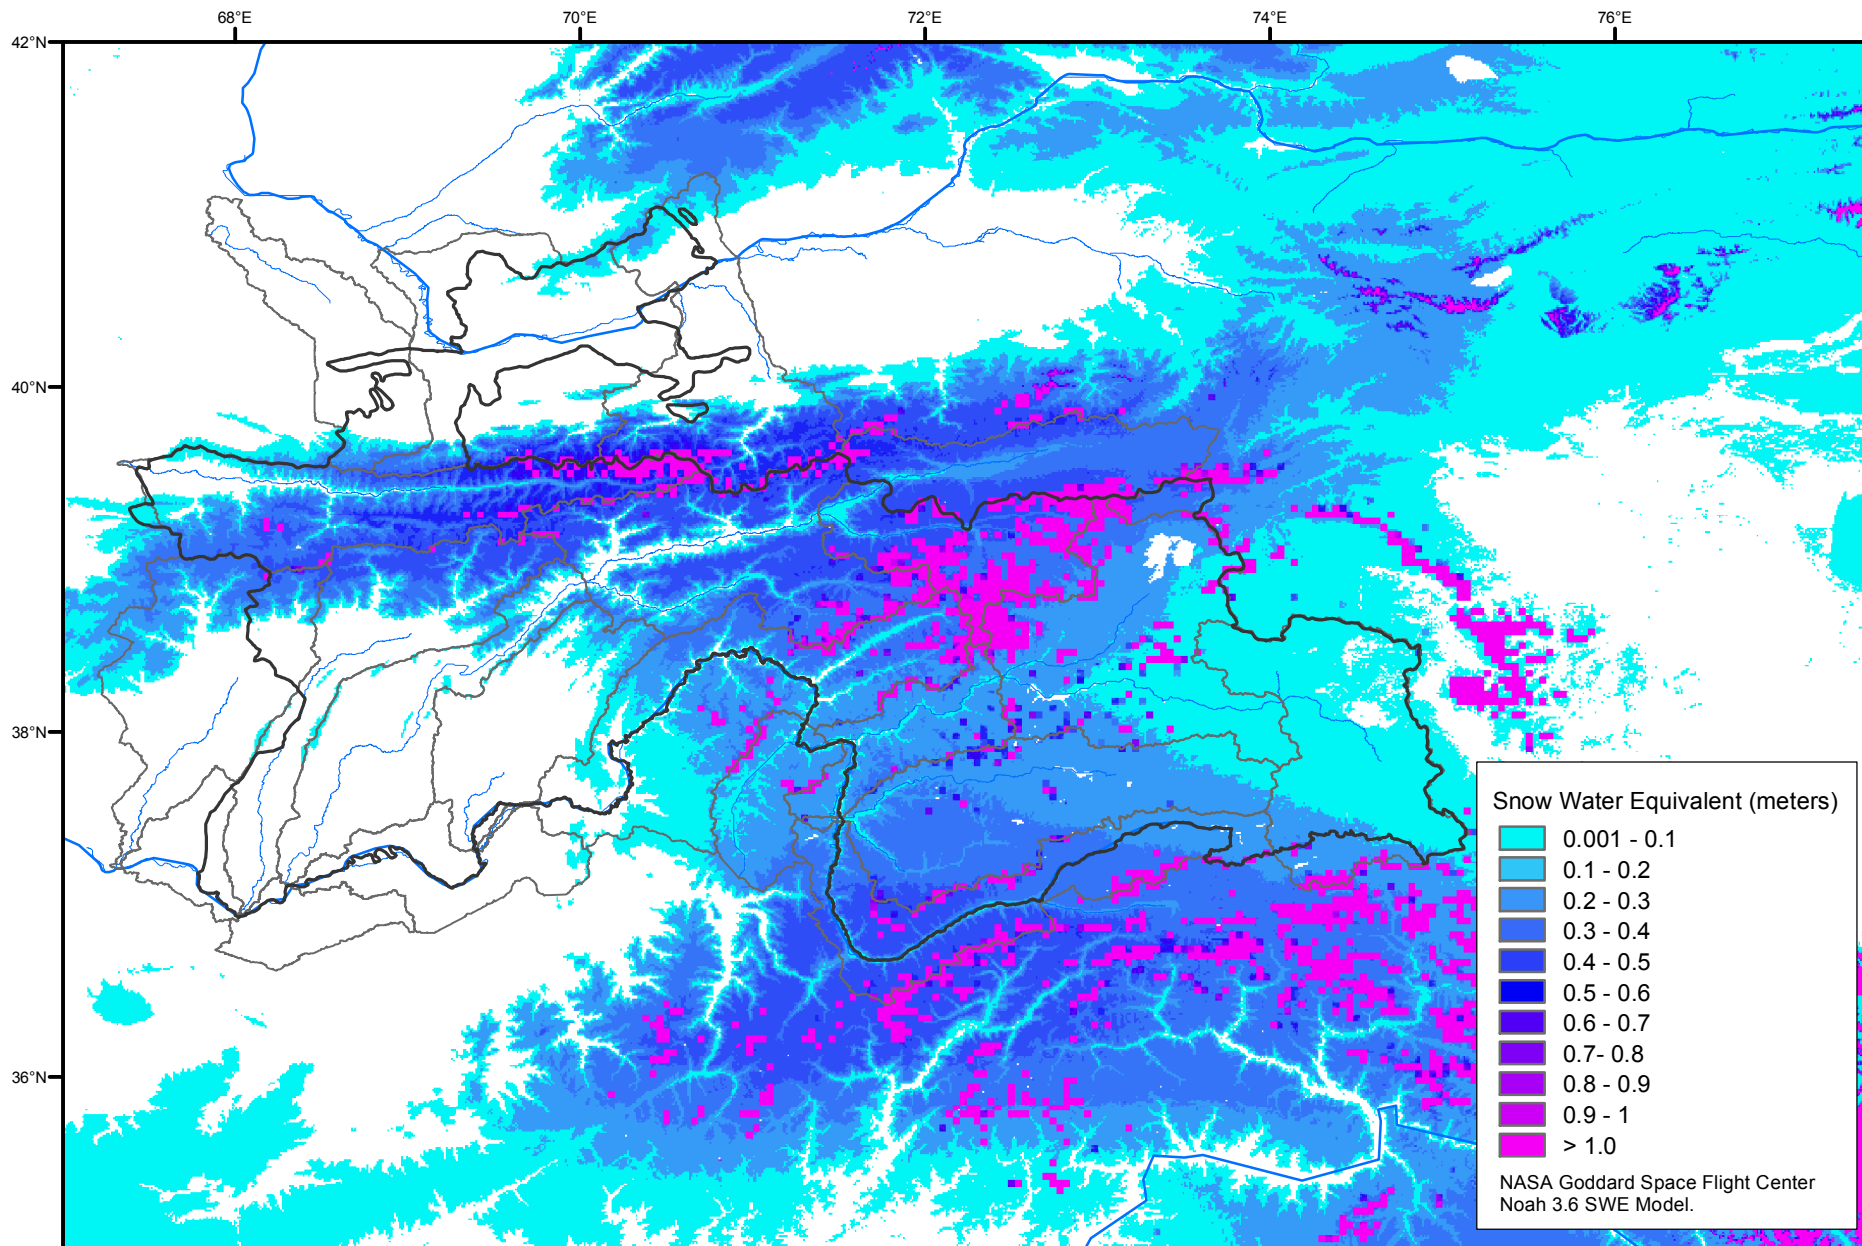 68°E 70°E 72°E 74°E 76°E
42°N
40°N
38°N
36°N
Snow Water Equivalent (meters)
0.001 - 0.1
0.1 - 0.2
0.2 - 0.3
0.3 - 0.4
0.4 - 0.5
0.5 - 0.6
0.6 - 0.7
0.7- 0.8
0.8 - 0.9
0.9 - 1
> 1.0
NASA Goddard Space Flight Center
Noah 3.6 SWE Model.